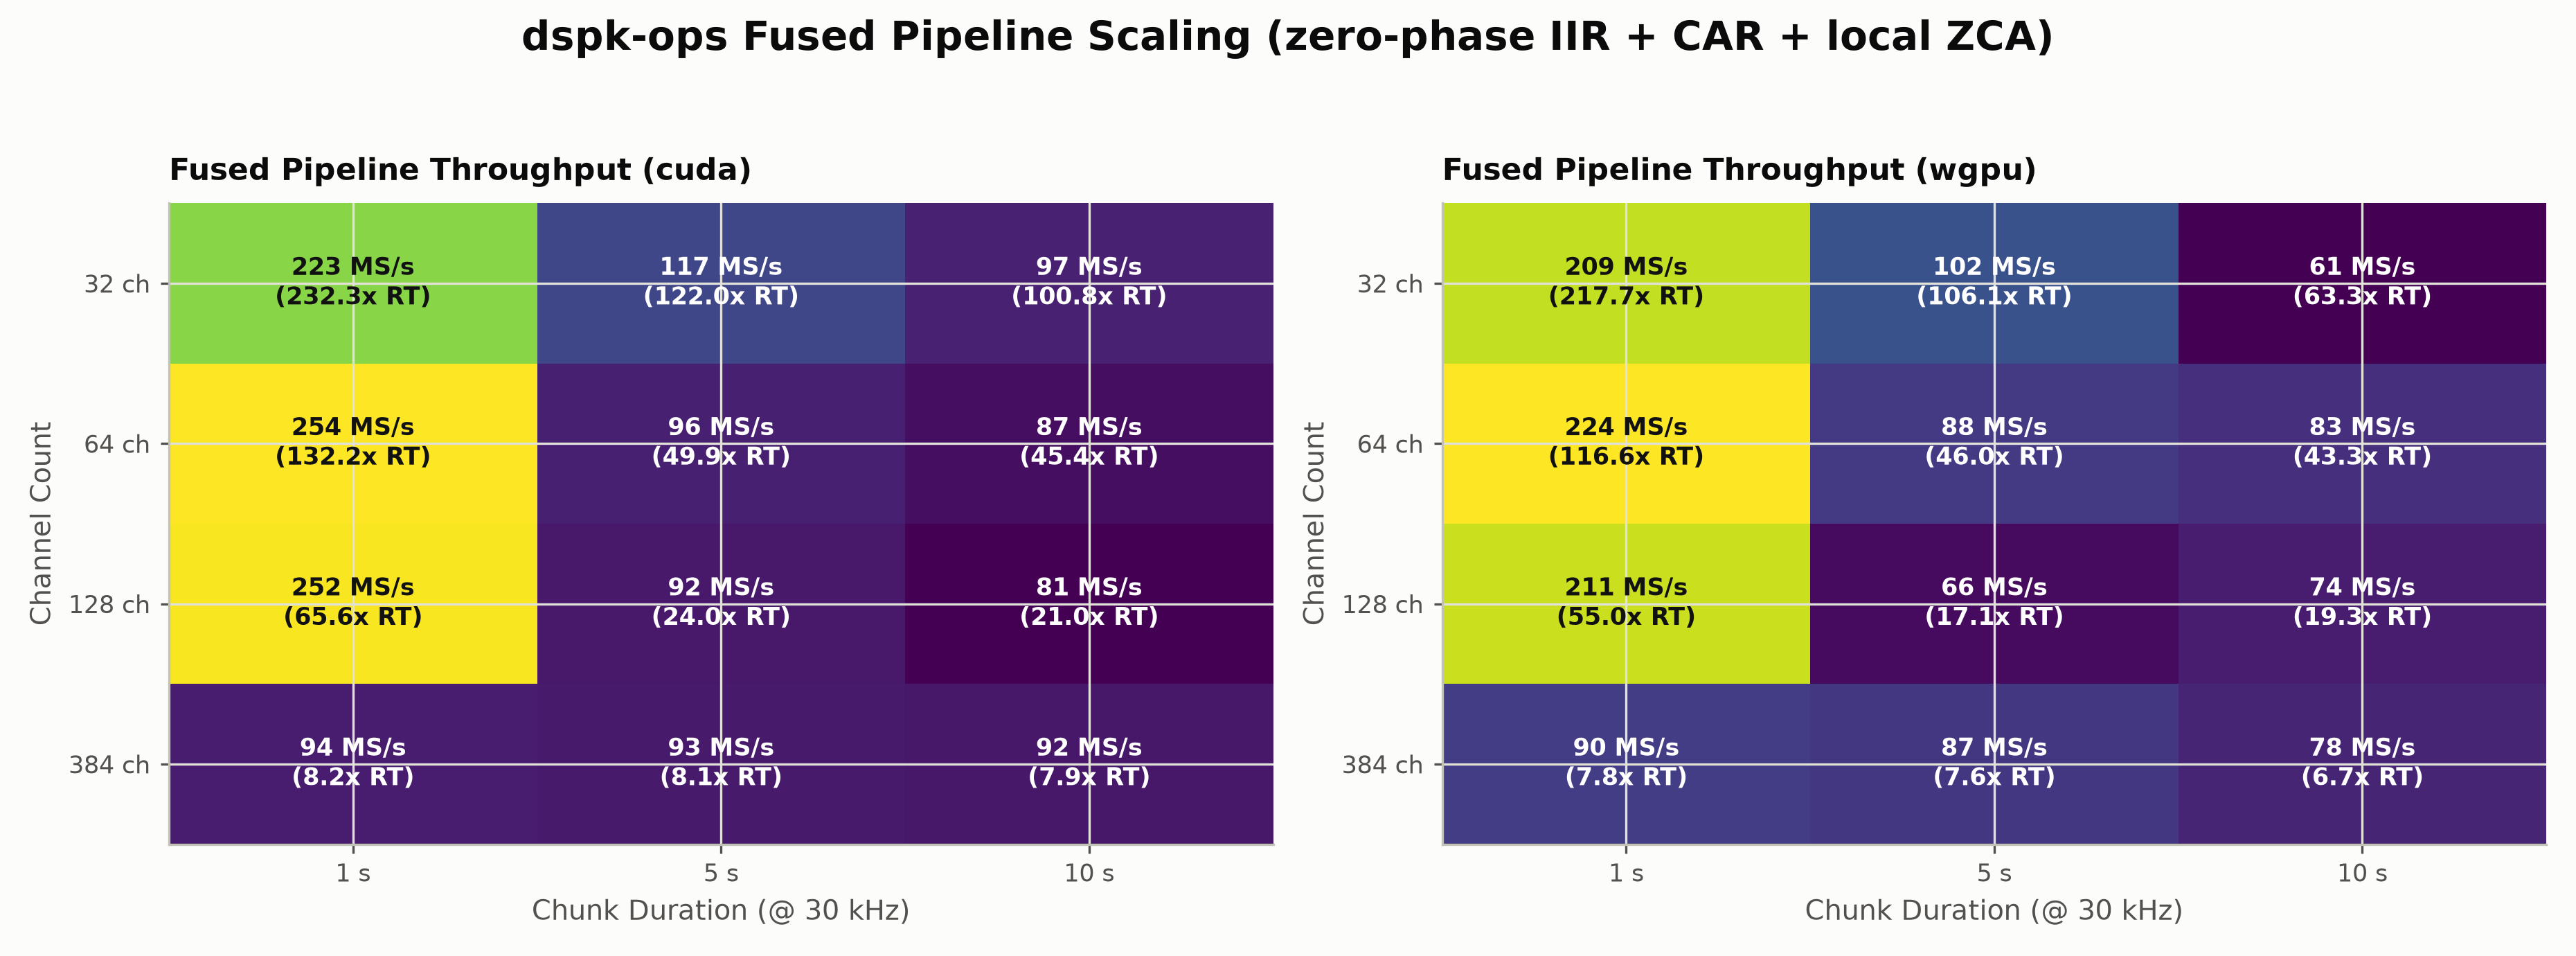 dspk-ops Fused Pipeline Scaling (zero-phase IIR + CAR + local ZCA)
Fused Pipeline Throughput (cuda)
Channel Count
32 ch
223 MS/s
(232.3x RT)
117 MS/s
(122.0x RT)
97 MS/s
(100.8x RT)
64 ch
254 MS/s
(132.2x RT)
96 MS/s
(49.9x RT)
87 MS/s
(45.4x RT)
128 ch
252 MS/s
(65.6x RT)
92 MS/s
(24.0x RT)
81 MS/s
(21.0x RT)
384 ch
94 MS/s
(8.2x RT)
93 MS/s
(8.1x RT)
92 MS/s
(7.9x RT)
1 s
5 s
10 s
Chunk Duration (@ 30 kHz)
Fused Pipeline Throughput (wgpu)
Channel Count
32 ch
209 MS/s
(217.7x RT)
102 MS/s
(106.1x RT)
61 MS/s
(63.3x RT)
64 ch
224 MS/s
(116.6x RT)
88 MS/s
(46.0x RT)
83 MS/s
(43.3x RT)
128 ch
211 MS/s
(55.0x RT)
66 MS/s
(17.1x RT)
74 MS/s
(19.3x RT)
384 ch
90 MS/s
(7.8x RT)
87 MS/s
(7.6x RT)
78 MS/s
(6.7x RT)
1 s
5 s
10 s
Chunk Duration (@ 30 kHz)